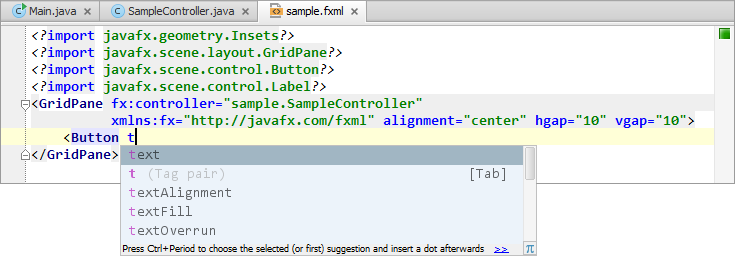 Main.java SampleController.java sample.fxml
<?import javafx.geometry.Insets?>
<?import javafx.scene.layout.GridPane?>
<?import javafx.scene.control.Button?>
<?import javafx.scene.control.Label?>
<GridPane fx:controller="sample.SampleController"
xmlns:fx="http://javafx.com/fxml" alignment="center" hgap="10" vgap="10">
<Button t
</GridPane>
text
t (Tag pair) [Tab]
textAlignment
textFill
textOverrun
Press Ctrl+Period to choose the selected (or first) suggestion and insert a dot afterwards >> π